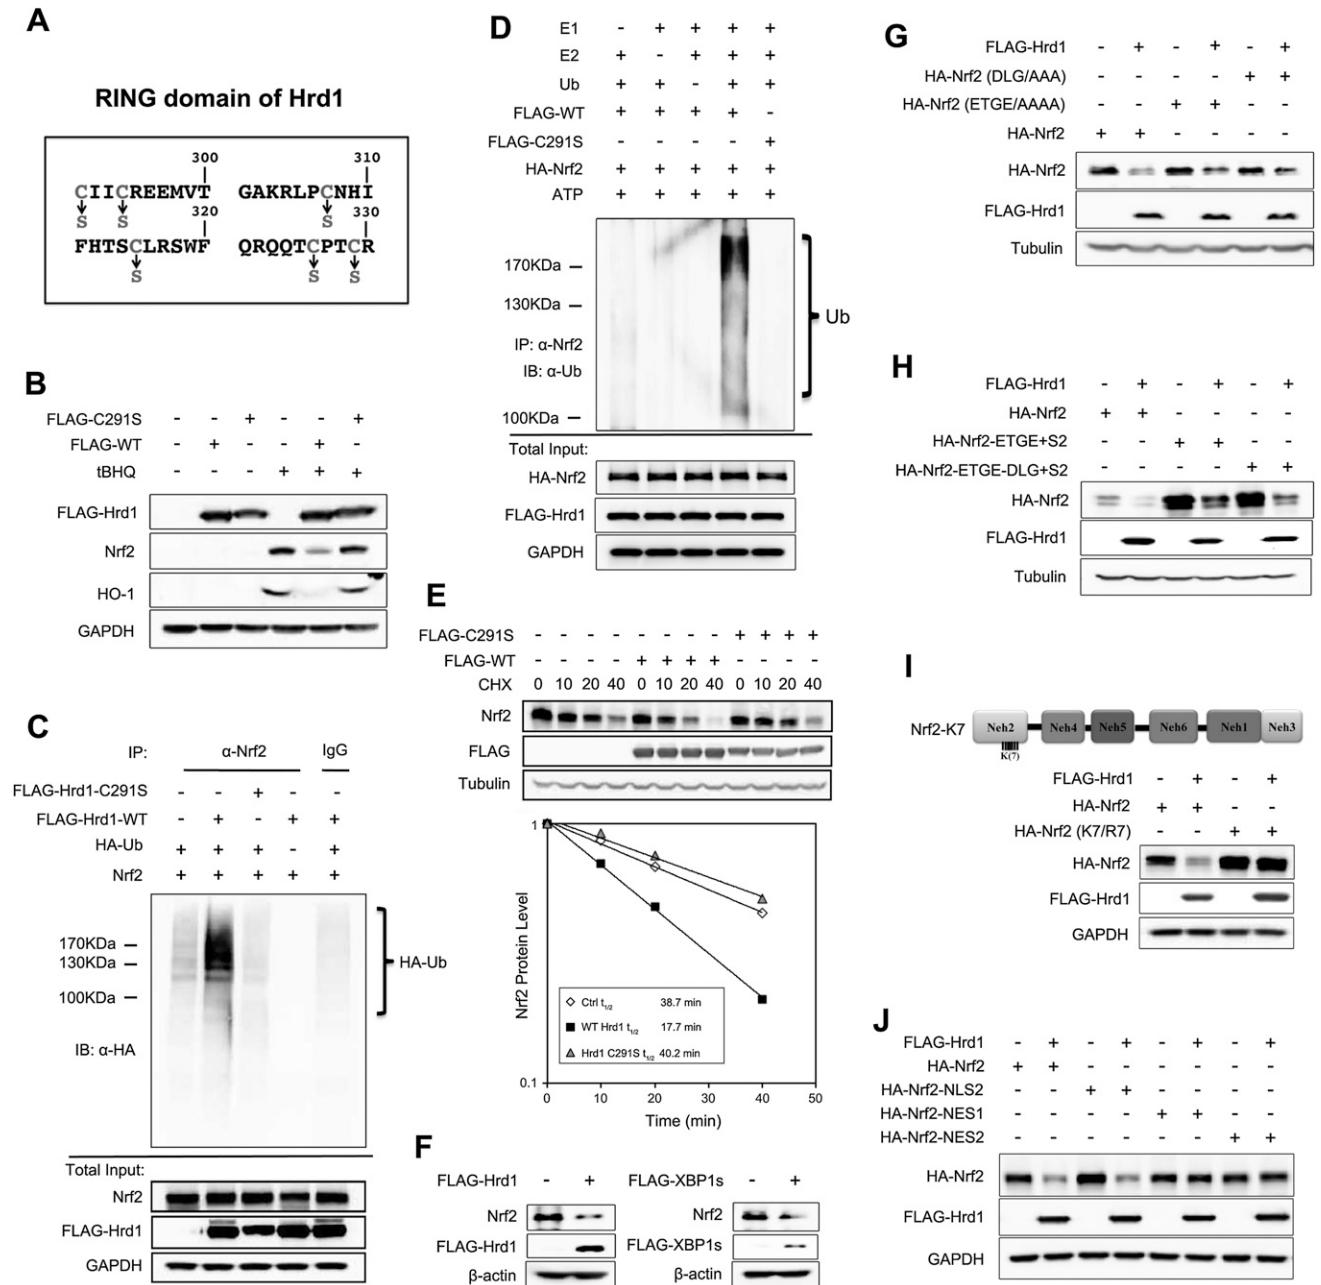 A
RING domain of Hrd1
300 310
CIICREEMVT GAKRLPCNHI
S S S
320 330
FHTSCLRSWF QRQQTCPTCR
S S S
B
FLAG-C291S - - + - - +
FLAG-WT - + - - + -
tBHQ - - - + + +
FLAG-Hrd1
Nrf2
HO-1
GAPDH
C
IP: α-Nrf2 IgG
FLAG-Hrd1-C291S - - + - -
FLAG-Hrd1-WT - + - + +
HA-Ub + + + - +
Nrf2 + + + + +
170KDa
130KDa
100KDa
HA-Ub
IB: α-HA
Total Input:
Nrf2
FLAG-Hrd1
GAPDH
D
E1 - + + + +
E2 + - + + +
Ub + + - + +
FLAG-WT + + + + -
FLAG-C291S - - - - +
HA-Nrf2 + + + + +
ATP + + + + +
170KDa
130KDa
Ub
IP: α-Nrf2
IB: α-Ub
100KDa
Total Input:
HA-Nrf2
FLAG-Hrd1
GAPDH
E
FLAG-C291S - - - - - - - - + + + +
FLAG-WT - - - - + + + + - - - -
CHX 0 10 20 40 0 10 20 40 0 10 20 40
Nrf2
FLAG
Tubulin
1
Nrf2 Protein Level
Ctrl t1/2 38.7 min
WT Hrd1 t1/2 17.7 min
Hrd1 C291S t1/2 40.2 min
0.1
0 10 20 30 40 50
Time (min)
F
FLAG-Hrd1 - + FLAG-XBP1s - +
Nrf2 Nrf2
FLAG-Hrd1 FLAG-XBP1s
β-actin β-actin
G
FLAG-Hrd1 - + - + - +
HA-Nrf2 (DLG/AAA) - - - - + +
HA-Nrf2 (ETGE/AAAA) - - + + - -
HA-Nrf2 + + - - - -
HA-Nrf2
FLAG-Hrd1
Tubulin
H
FLAG-Hrd1 - + - + - +
HA-Nrf2 + + - - - -
HA-Nrf2-ETGE+S2 - - + + - -
HA-Nrf2-ETGE-DLG+S2 - - - - + +
HA-Nrf2
FLAG-Hrd1
Tubulin
I
Nrf2-K7 Neh2 Neh4 Neh5 Neh6 Neh1 Neh3
K(7)
FLAG-Hrd1 - + - +
HA-Nrf2 + + - -
HA-Nrf2 (K7/R7) - - + +
HA-Nrf2
FLAG-Hrd1
GAPDH
J
FLAG-Hrd1 - + - + - + - +
HA-Nrf2 + + - - - - - -
HA-Nrf2-NLS2 - - + + - - - -
HA-Nrf2-NES1 - - - - + + - -
HA-Nrf2-NES2 - - - - - - + +
HA-Nrf2
FLAG-Hrd1
GAPDH